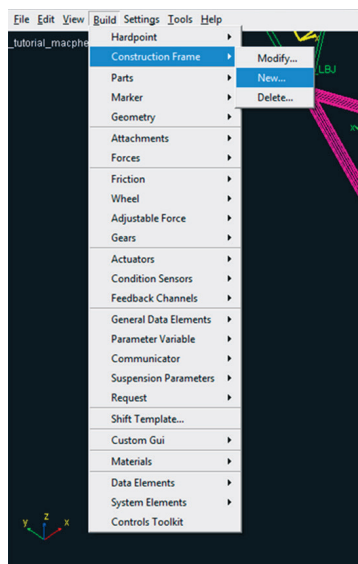 File Edit View Build Settings Tools Help
_tutorial_macphe
Hardpoint
Construction Frame
Modify...
_LBJ
Parts
New...
Marker
Delete...
Geometry
Attachments
Forces
Friction
Wheel
Adjustable Force
Gears
Actuators
Condition Sensors
Feedback Channels
General Data Elements
Parameter Variable
Communicator
Suspension Parameters
Request
Shift Template...
Custom Gui
Materials
Data Elements
System Elements
Controls Toolkit
y z x